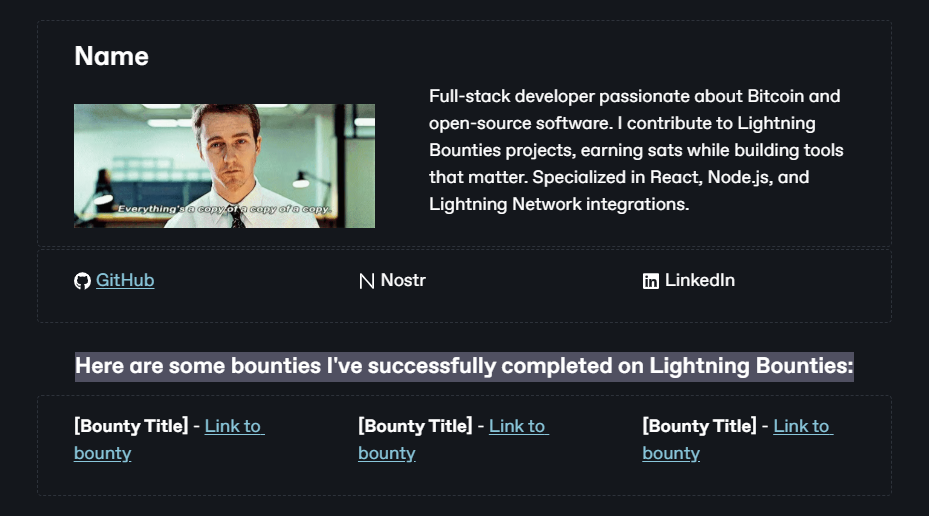 Name
Everything's a copy of a copy of a copy.
Full-stack developer passionate about Bitcoin and
open-source software. I contribute to Lightning
Bounties projects, earning sats while building tools
that matter. Specialized in React, Node.js, and
Lightning Network integrations.
GitHub
Nostr
LinkedIn
Here are some bounties I've successfully completed on Lightning Bounties:
[Bounty Title] - Link to
bounty
[Bounty Title] - Link to
bounty
[Bounty Title] - Link to
bounty